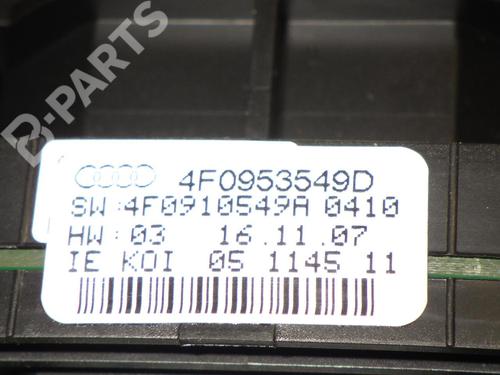 B-PARTS
4F0953549D
SW:4F0910549A 0410
HW:03 16.11.07
IE KOI 05 1145 11